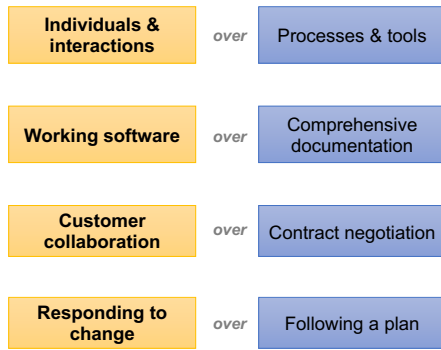 Individuals &
interactions
over
Processes & tools
Working software
over
Comprehensive
documentation
Customer
collaboration
over
Contract negotiation
Responding to
change
over
Following a plan